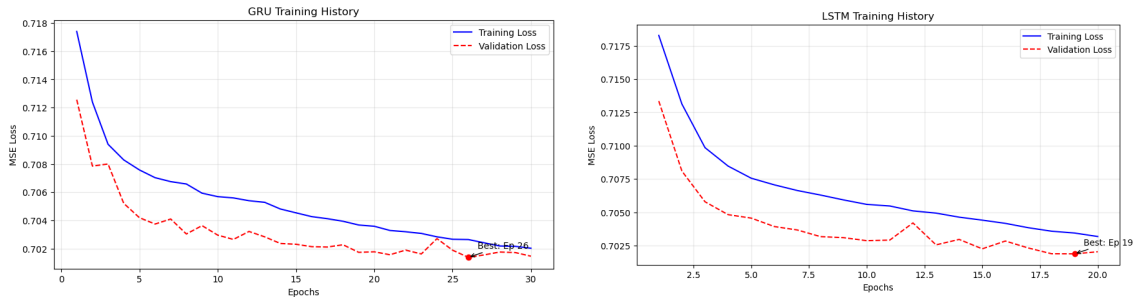 GRU Training History
0.718
0.716
0.714
0.712
0.710
0.708
0.706
0.704
0.702
MSE Loss
Training Loss
Validation Loss
Best: Ep 26
0
5
10
15
20
25
30
Epochs
LSTM Training History
0.7175
0.7150
0.7125
0.7100
0.7075
0.7050
0.7025
MSE Loss
Training Loss
Validation Loss
Best: Ep 19
2.5
5.0
7.5
10.0
12.5
15.0
17.5
20.0
Epochs